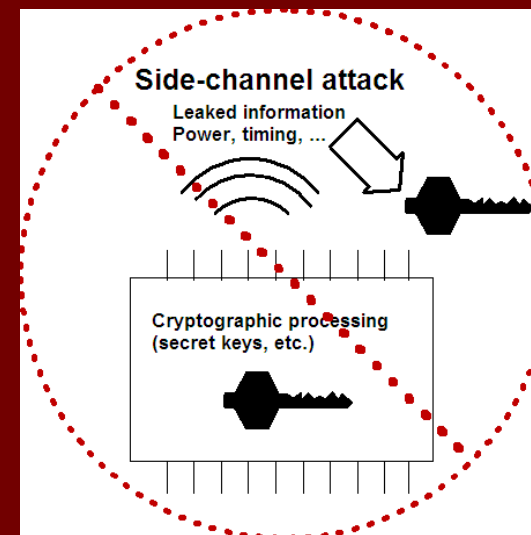 Side-channel attack
Leaked information
Power, timing, ...
Cryptographic processing
(secret keys, etc.)